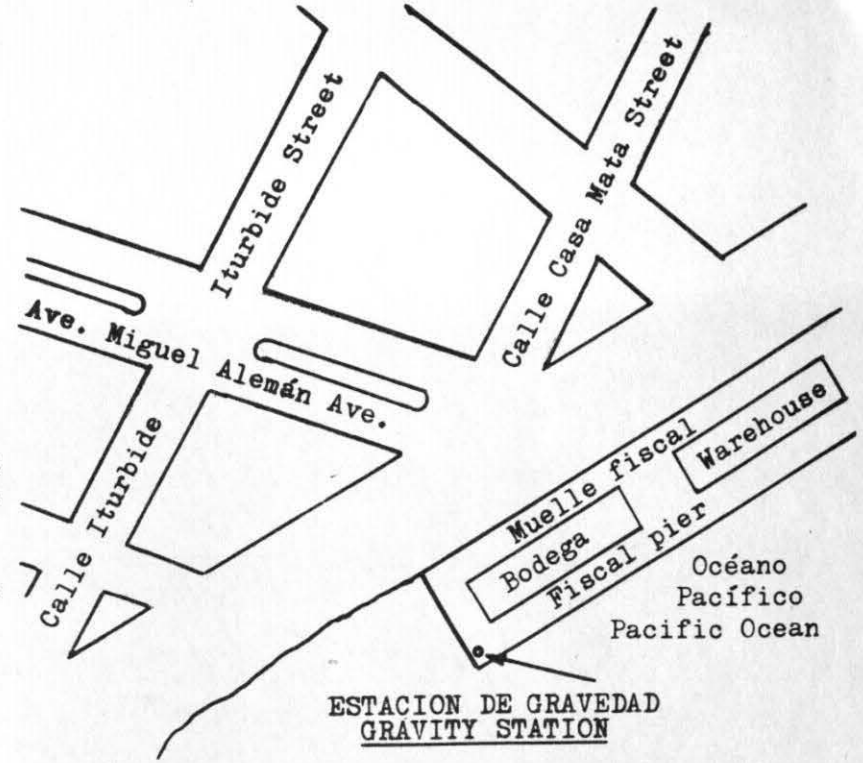 Iturbide Street
Calle Casa Mata Street
Ave. Miguel Alemán Ave.
Calle Iturbide
Muelle fiscal
Warehouse
Bodega
Fiscal pier
Océano
Pacífico
Pacific Ocean
ESTACION DE GRAVEDAD
GRAVITY STATION